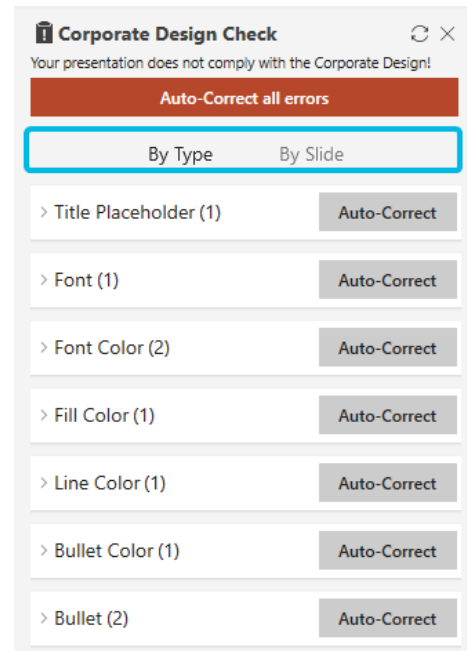 Corporate Design Check
Your presentation does not comply with the Corporate Design!
Auto-Correct all errors
By Type By Slide
Title Placeholder (1) Auto-Correct
Font (1) Auto-Correct
Font Color (2) Auto-Correct
Fill Color (1) Auto-Correct
Line Color (1) Auto-Correct
Bullet Color (1) Auto-Correct
Bullet (2) Auto-Correct